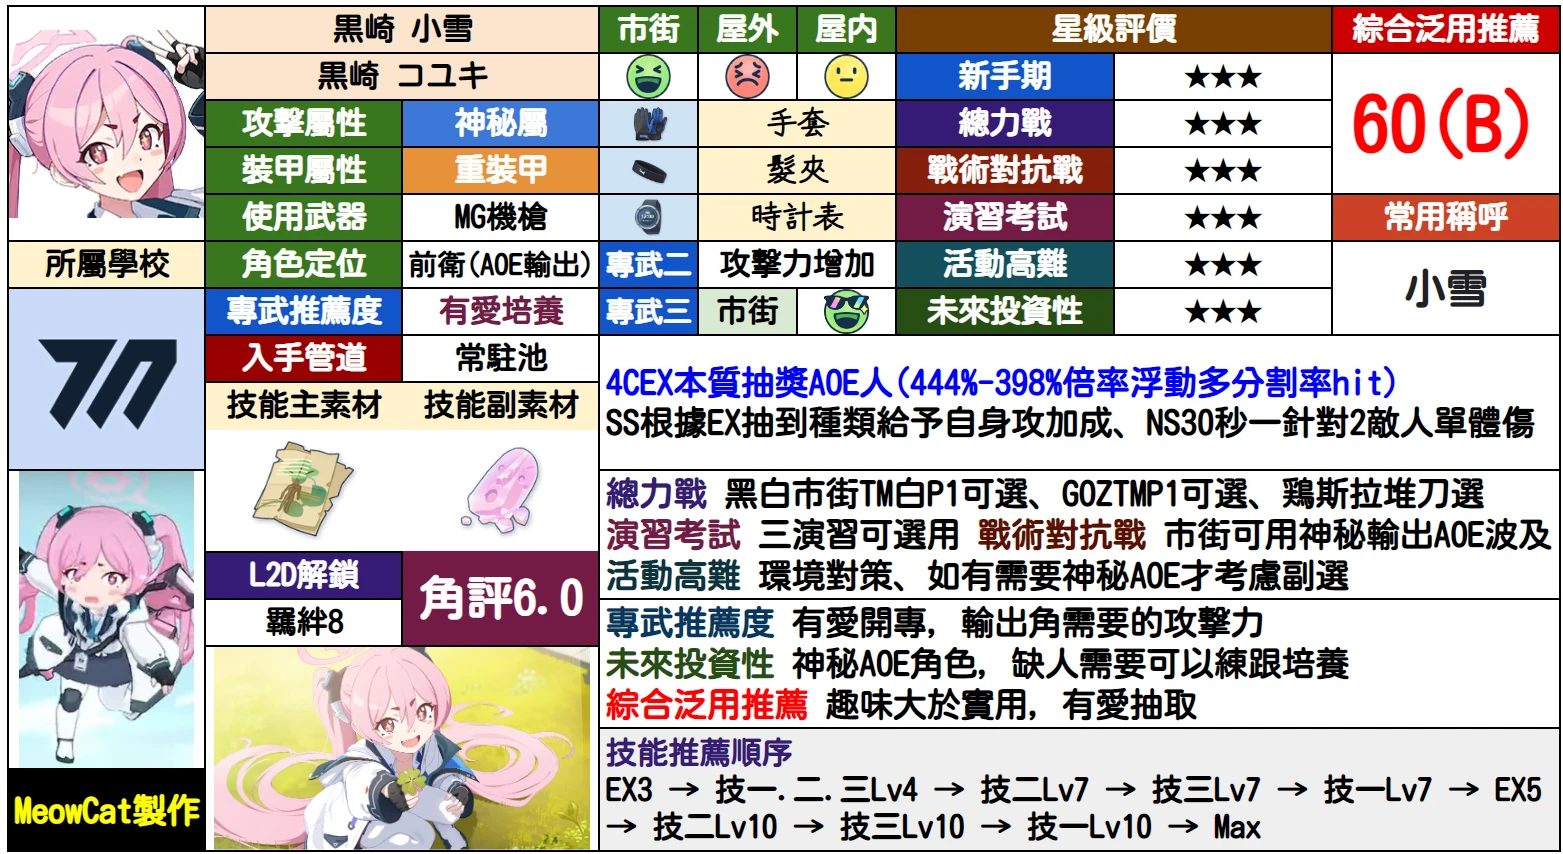 黒崎 小雪
市街 屋外 屋内
星級評價
綜合泛用推薦
黒崎 コユキ
新手期 ★★★
60(B)
攻擊屬性 神秘屬
手套
總力戰 ★★★
裝甲屬性 重裝甲
髮夾
戰術對抗戰 ★★★
使用武器 MG機槍
時計表
演習考試 ★★★
常用稱呼
所屬學校
角色定位 前衛(AOE輸出)
專武二 攻擊力增加
活動高難 ★★★
小雪
專武推薦度 有愛培養
專武三 市街
未來投資性 ★★★
入手管道 常駐池
技能主素材 技能副素材
4CEX本質抽獎AOE人(444%-398%倍率浮動多分割率hit)
SS根據EX抽到種類給予自身攻加成、NS30秒一針對2敵人單體傷
總力戰 黑白市街TM白P1可選、GOZTMP1可選、鶏斯拉堆刀選
演習考試 三演習可選用 戰術對抗戰 市街可用神秘輸出AOE波及
活動高難 環境對策、如有需要神秘AOE才考慮副選
L2D解鎖
羈絆8
角評6.0
專武推薦度 有愛開專, 輸出角需要的攻擊力
未來投資性 神秘AOE角色, 缺人需要可以練跟培養
綜合泛用推薦 趣味大於實用, 有愛抽取
技能推薦順序
EX3 → 技一.二.三Lv4 → 技二Lv7 → 技三Lv7 → 技一Lv7 → EX5
→ 技二Lv10 → 技三Lv10 → 技一Lv10 → Max
MeowCat製作